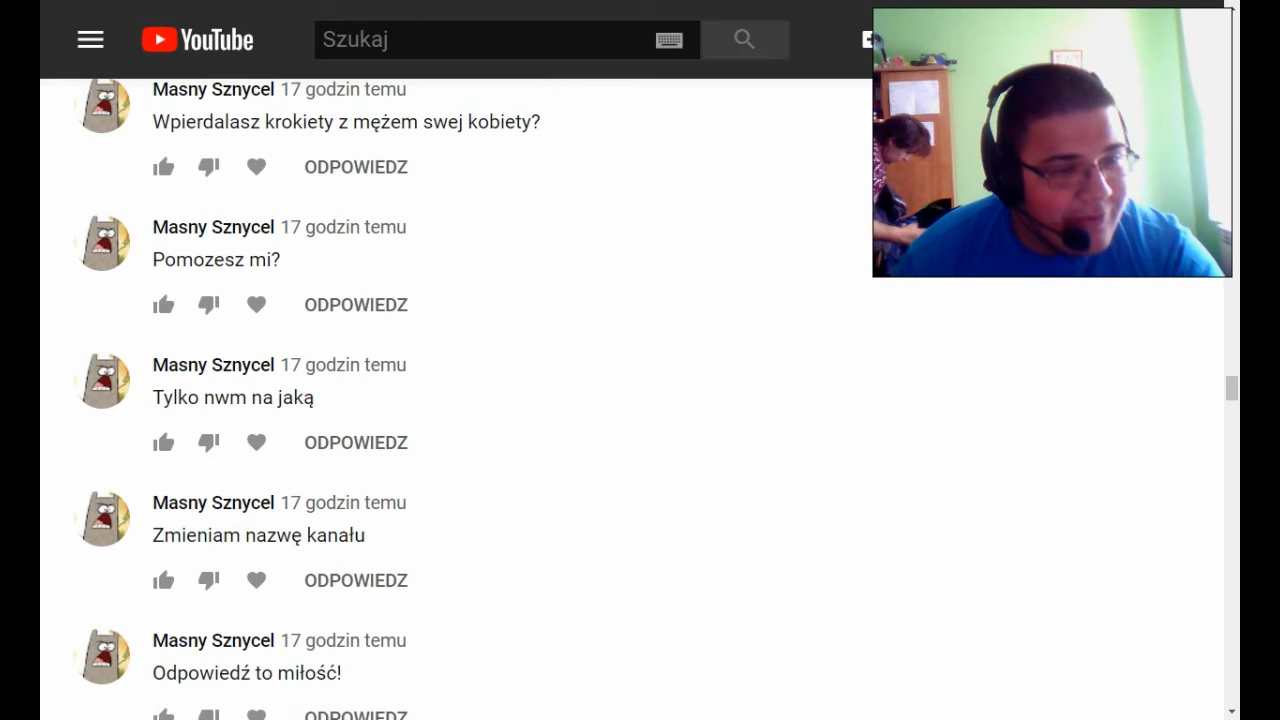 YouTube
Szukaj
Masny Sznycel 17 godzin temu
Wpierdalasz krokiety z mężem swej kobiety?
ODPOWIEDZ
Masny Sznycel 17 godzin temu
Pomozesz mi?
ODPOWIEDZ
Masny Sznycel 17 godzin temu
Tylko nwm na jaką
ODPOWIEDZ
Masny Sznycel 17 godzin temu
Zmieniam nazwę kanału
ODPOWIEDZ
Masny Sznycel 17 godzin temu
Odpowiedź to miłość!
ODPOWIEDZ